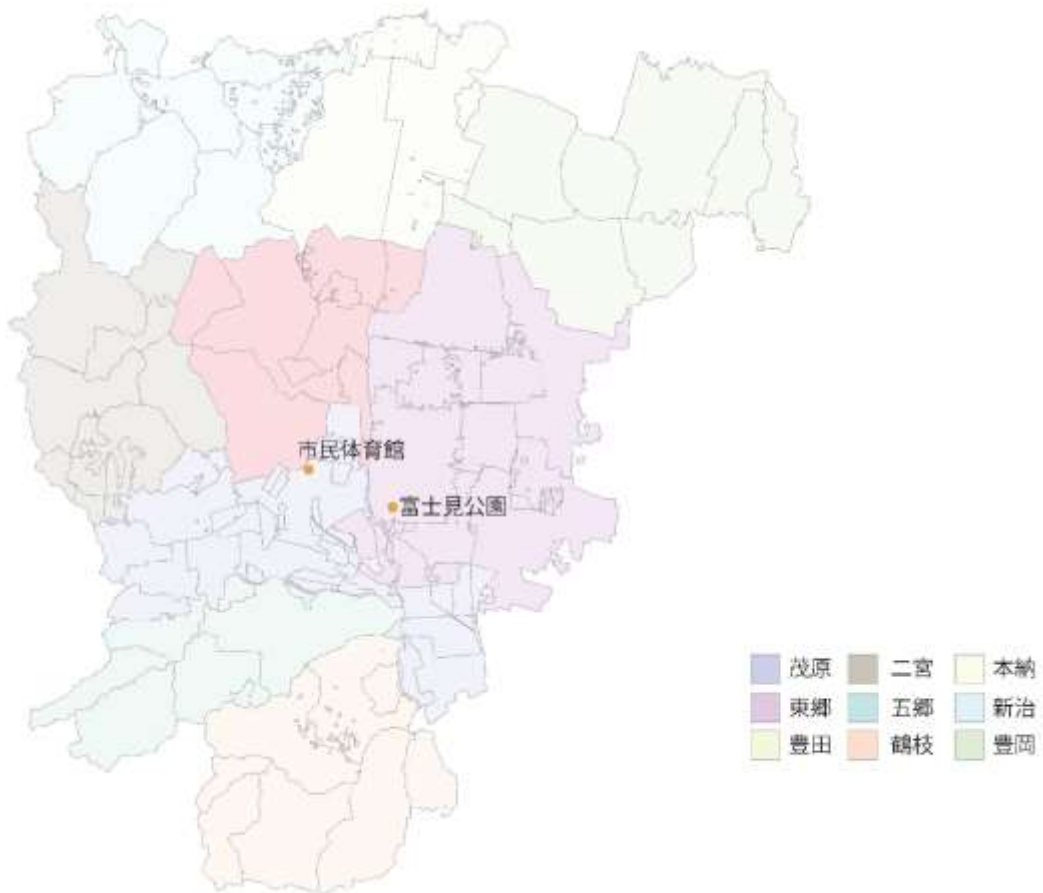 市民体育館
富士見公園
茂原 二宮 本納
東郷 五郷 新治
豊田 鶴枝 豊岡